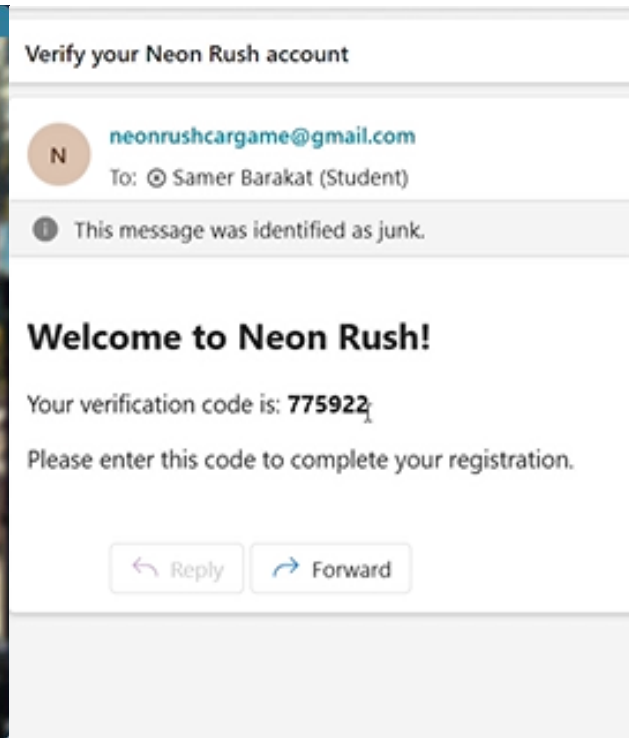 Verify your Neon Rush account
N
neonrushcargame@gmail.com
To: Samer Barakat (Student)
This message was identified as junk.
Welcome to Neon Rush!
Your verification code is: 775922
Please enter this code to complete your registration.
Reply
Forward